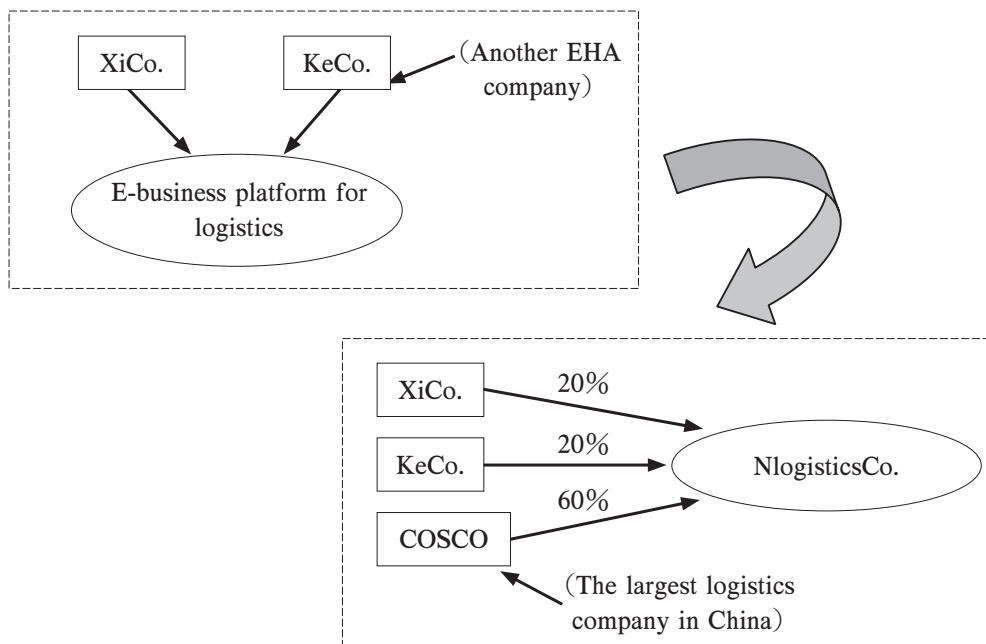 XiCo.
KeCo.
（Another EHA
company）
E-business platform for
logistics
XiCo.
20%
KeCo.
20%
NlogisticsCo.
60%
COSCO
（The largest logistics
company in China）